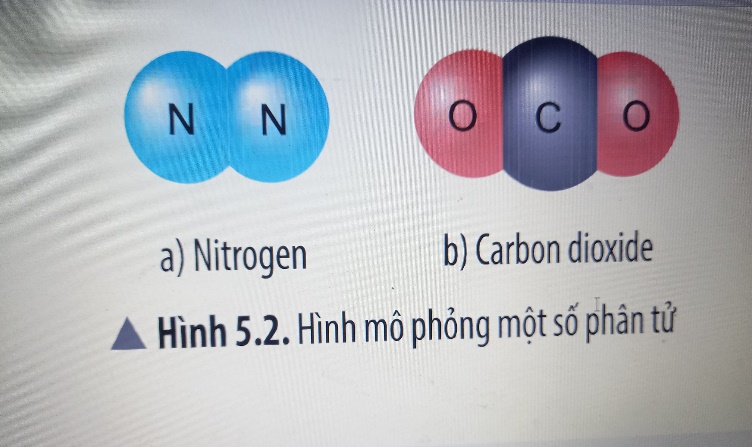 N N O C O
a) Nitrogen b) Carbon dioxide
Hình 5.2. Hình mô phỏng một số phân tử